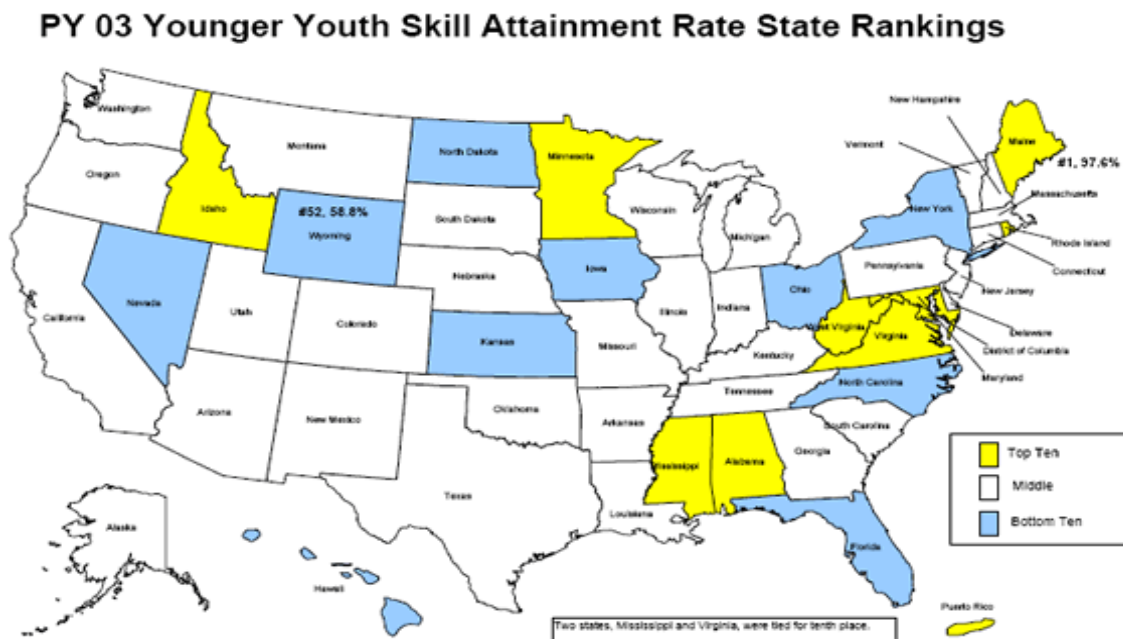 PY 03 Younger Youth Skill Attainment Rate State Rankings
Washington
Oregon
California
Nevada
Idaho
Montana
#52, 58.8%
Wyoming
Utah
Colorado
Arizona
New Mexico
North Dakota
South Dakota
Nebraska
Kansas
Oklahoma
Texas
Minnesota
Iowa
Missouri
Arkansas
Louisiana
Wisconsin
Illinois
Michigan
Indiana
Ohio
Kentucky
Tennessee
Mississippi
Alabama
Georgia
Florida
South Carolina
North Carolina
Virginia
West Virginia
Pennsylvania
New York
Vermont
New Hampshire
Maine
#1, 97.6%
Massachusetts
Rhode Island
Connecticut
New Jersey
Delaware
District of Columbia
Maryland
Alaska
Hawaii
Puerto Rico
Top Ten
Middle
Bottom Ten
Two states, Mississippi and Virginia, were tied for tenth place.